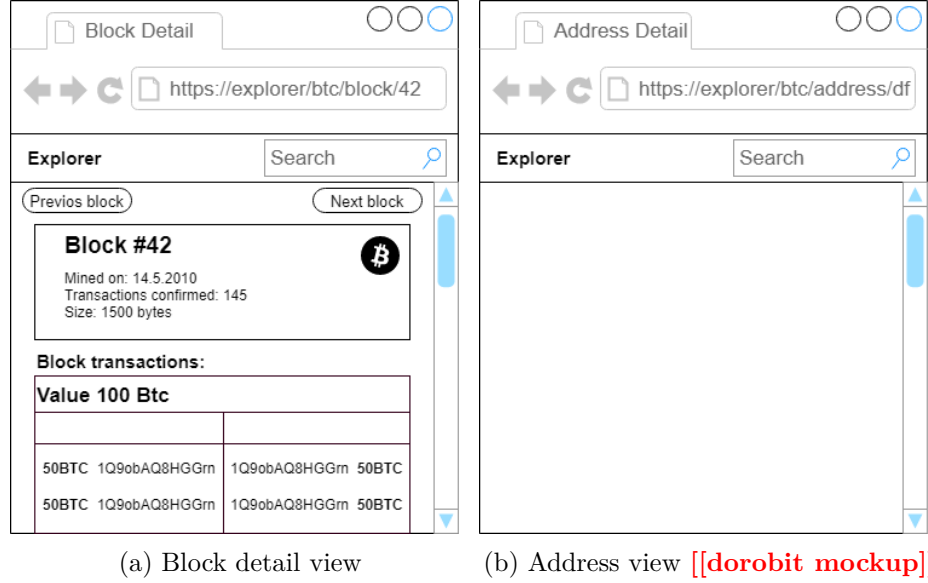 Block Detail
https://explorer/btc/block/42
Explorer
Search
Previos block
Next block
Block #42
Mined on: 14.5.2010
Transactions confirmed: 145
Size: 1500 bytes
Block transactions:
Value 100 Btc
50BTC 1Q9obAQ8HGGrn 1Q9obAQ8HGGrn 50BTC
50BTC 1Q9obAQ8HGGrn 1Q9obAQ8HGGrn 50BTC
(a) Block detail view
Address Detail
https://explorer/btc/address/df
Explorer
Search
(b) Address view [[dorobit mockup]